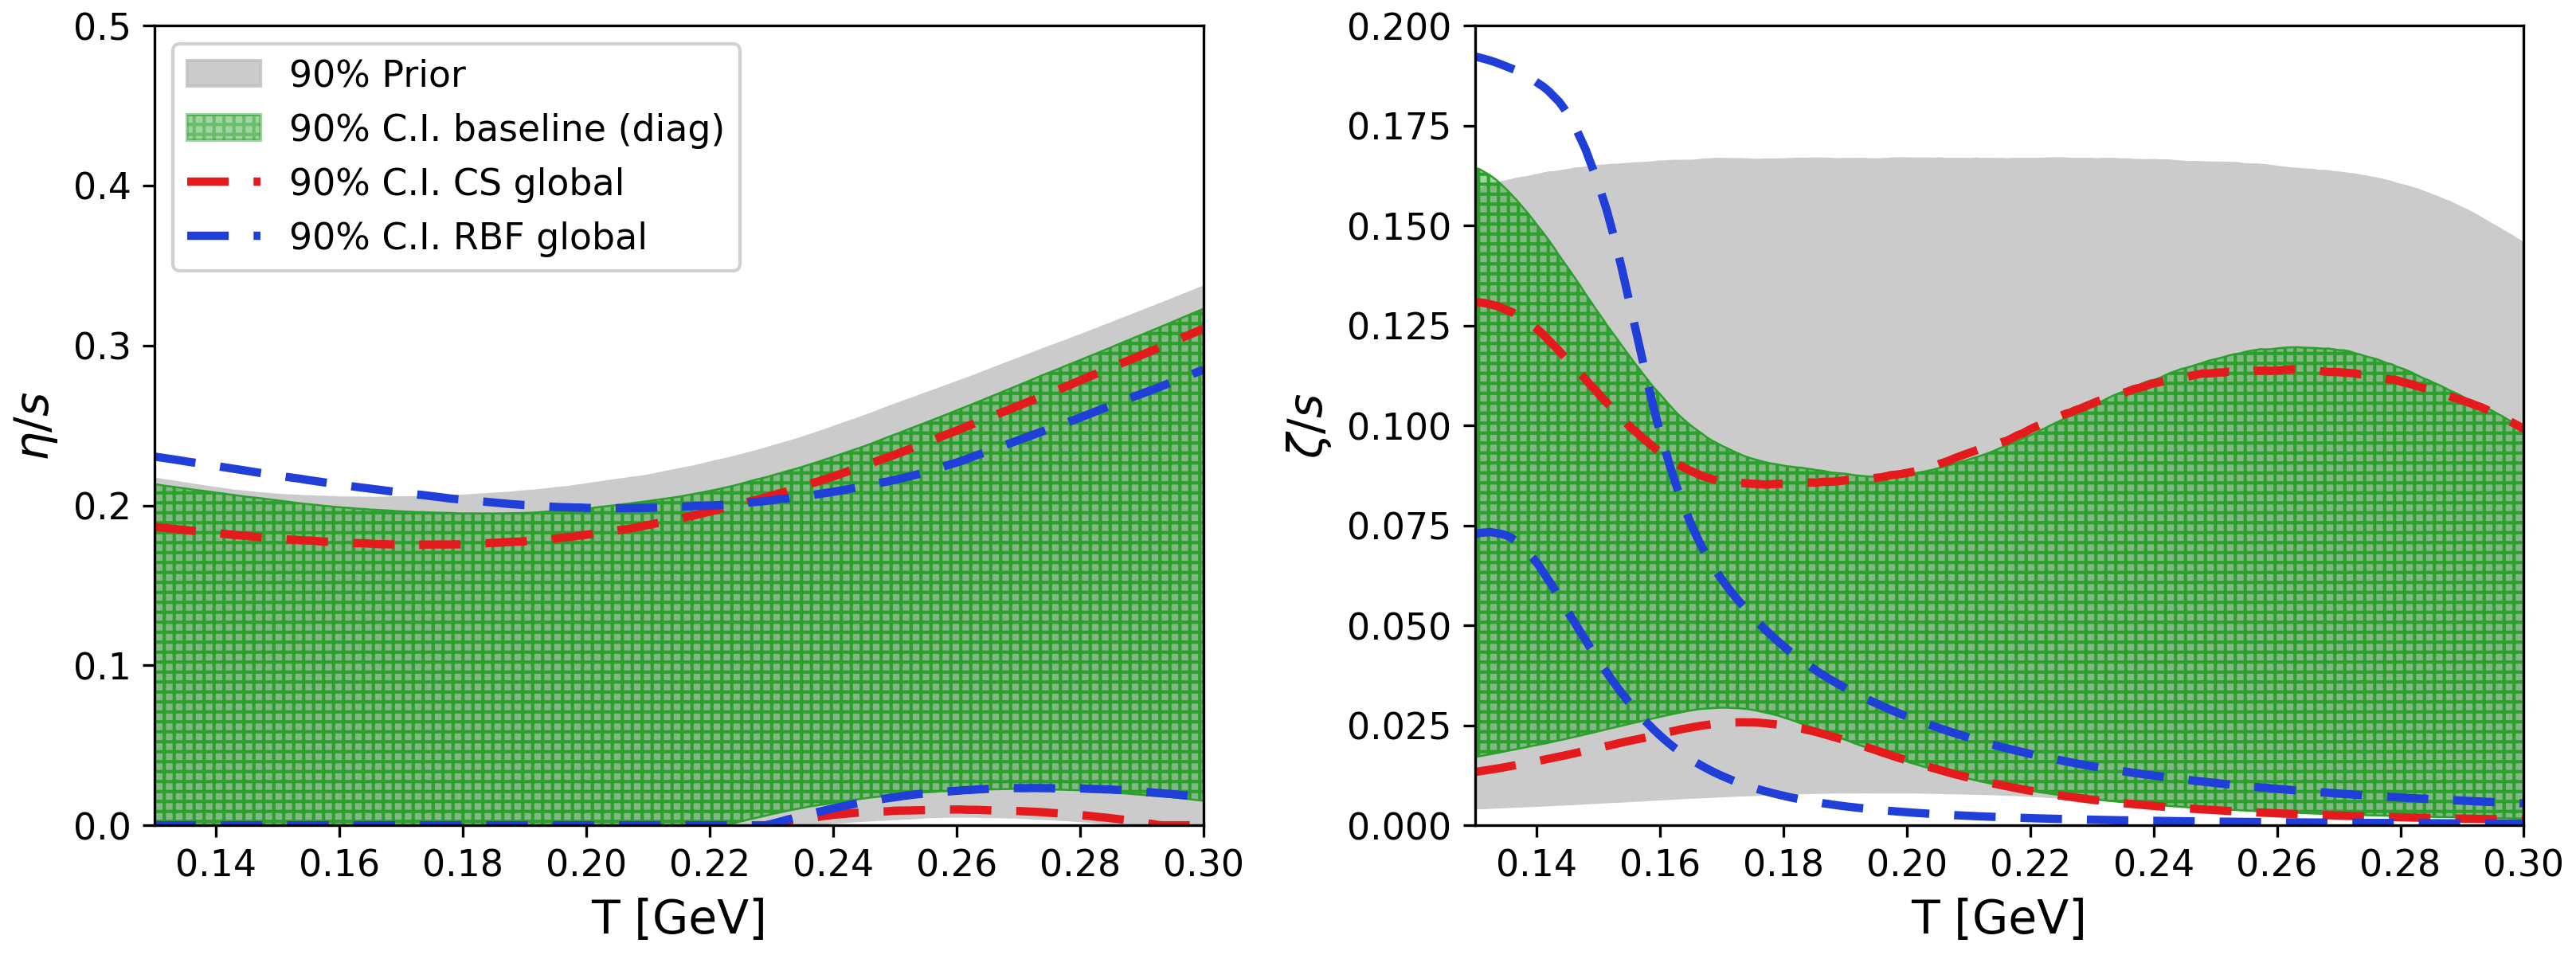 0.5
0.4
0.3
0.2
0.1
0.0
η/s
90% Prior
90% C.I. baseline (diag)
90% C.I. CS global
90% C.I. RBF global
0.14 0.16 0.18 0.20 0.22 0.24 0.26 0.28 0.30
T [GeV]
0.200
0.175
0.150
0.125
0.100
0.075
0.050
0.025
0.000
ζ/s
0.14 0.16 0.18 0.20 0.22 0.24 0.26 0.28 0.30
T [GeV]